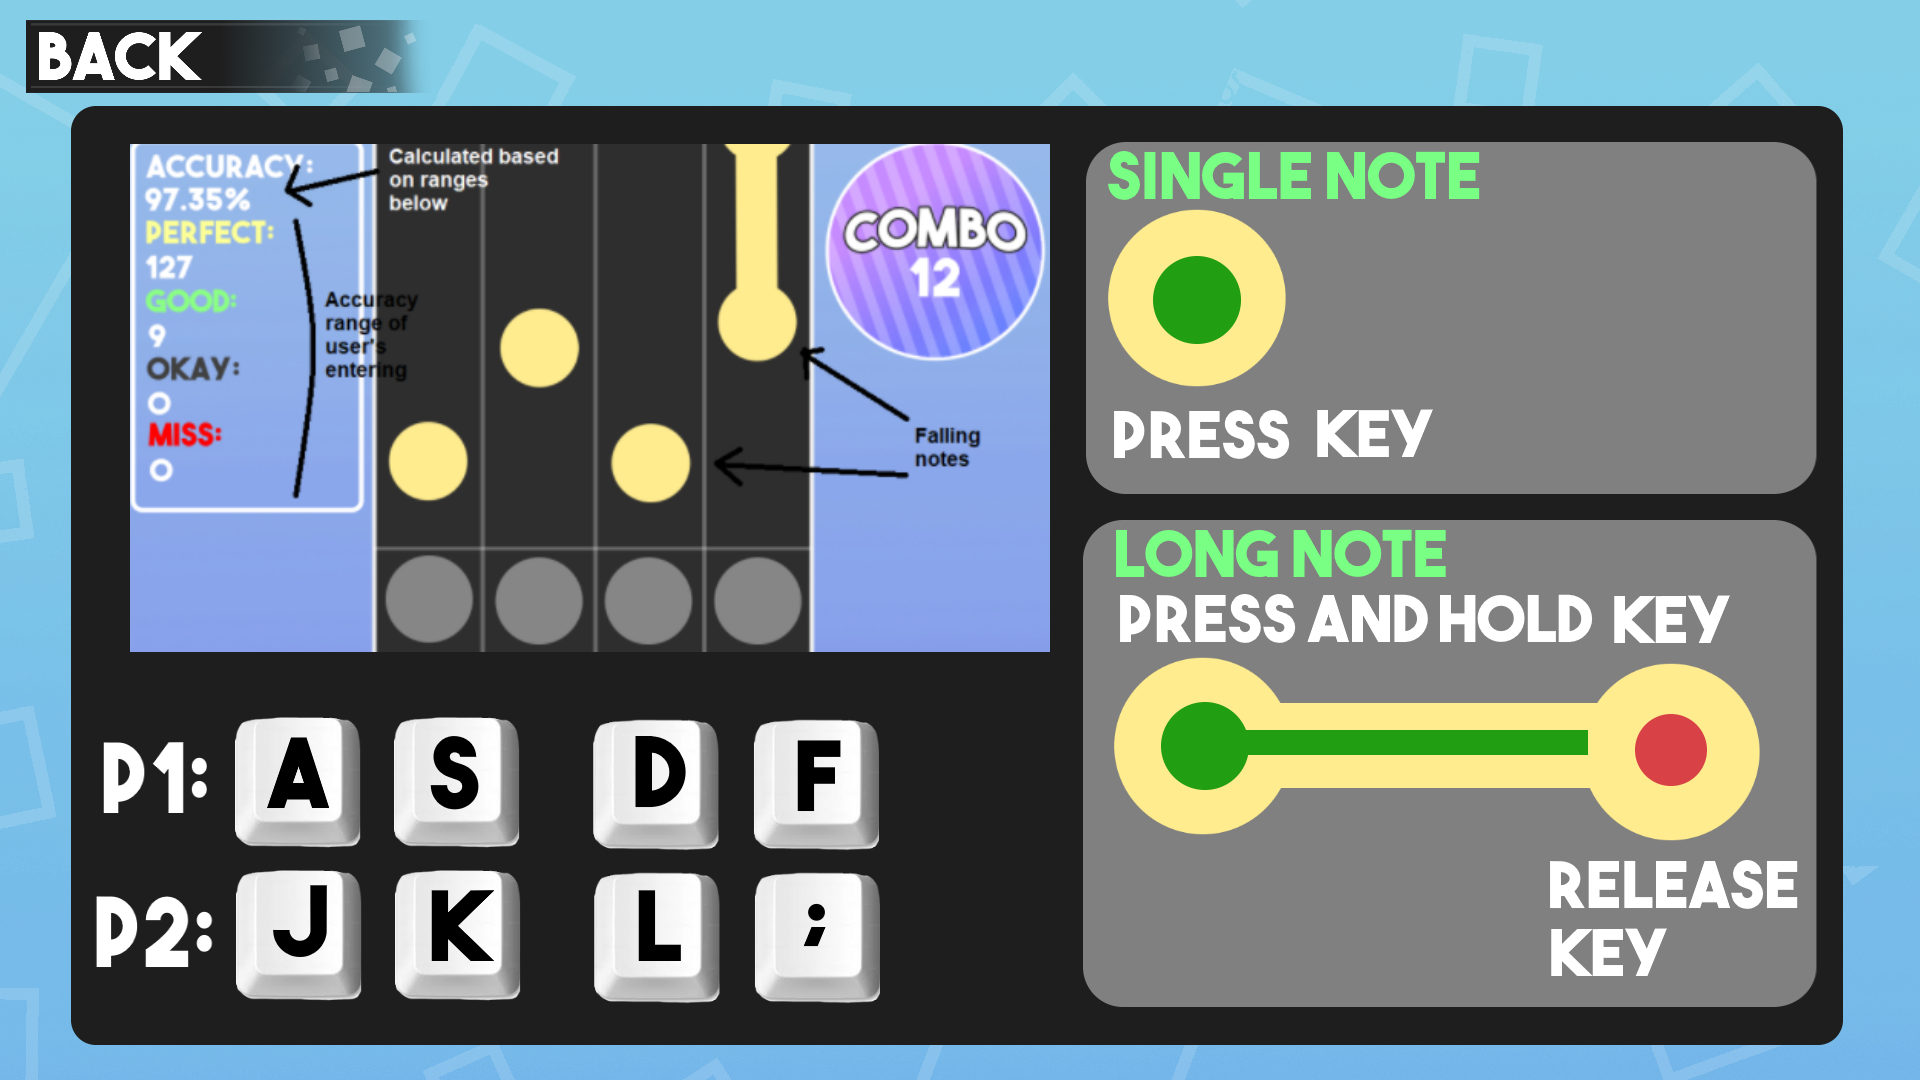 BACK
ACCURACY:
97.35%
PERFECT:
127
GOOD:
9
OKAY:
0
MISS:
0
Calculated based
on ranges
below
Accuracy
range of
user's
entering
COMBO
12
Falling
notes
SINGLE NOTE
PRESS KEY
LONG NOTE
PRESS AND HOLD KEY
RELEASE
KEY
P1: A S D F
P2: J K L ;